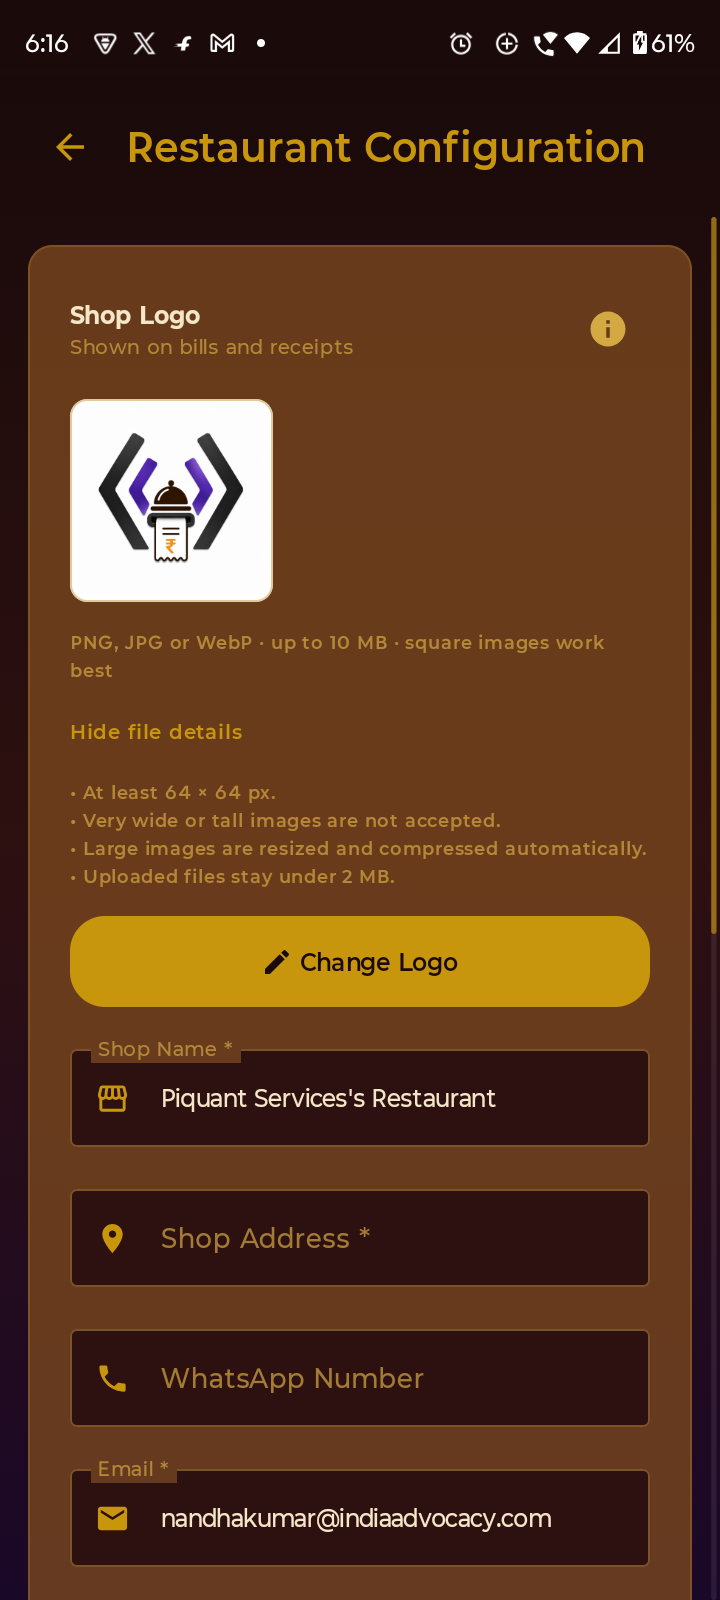 6:16
61%
Restaurant Configuration
Shop Logo
Shown on bills and receipts
₹
PNG, JPG or WebP · up to 10 MB · square images work
best
Hide file details
• At least 64 × 64 px.
• Very wide or tall images are not accepted.
• Large images are resized and compressed automatically.
• Uploaded files stay under 2 MB.
Change Logo
Shop Name *
Piquant Services's Restaurant
Shop Address *
WhatsApp Number
Email *
nandhakumar@indiaadvocacy.com